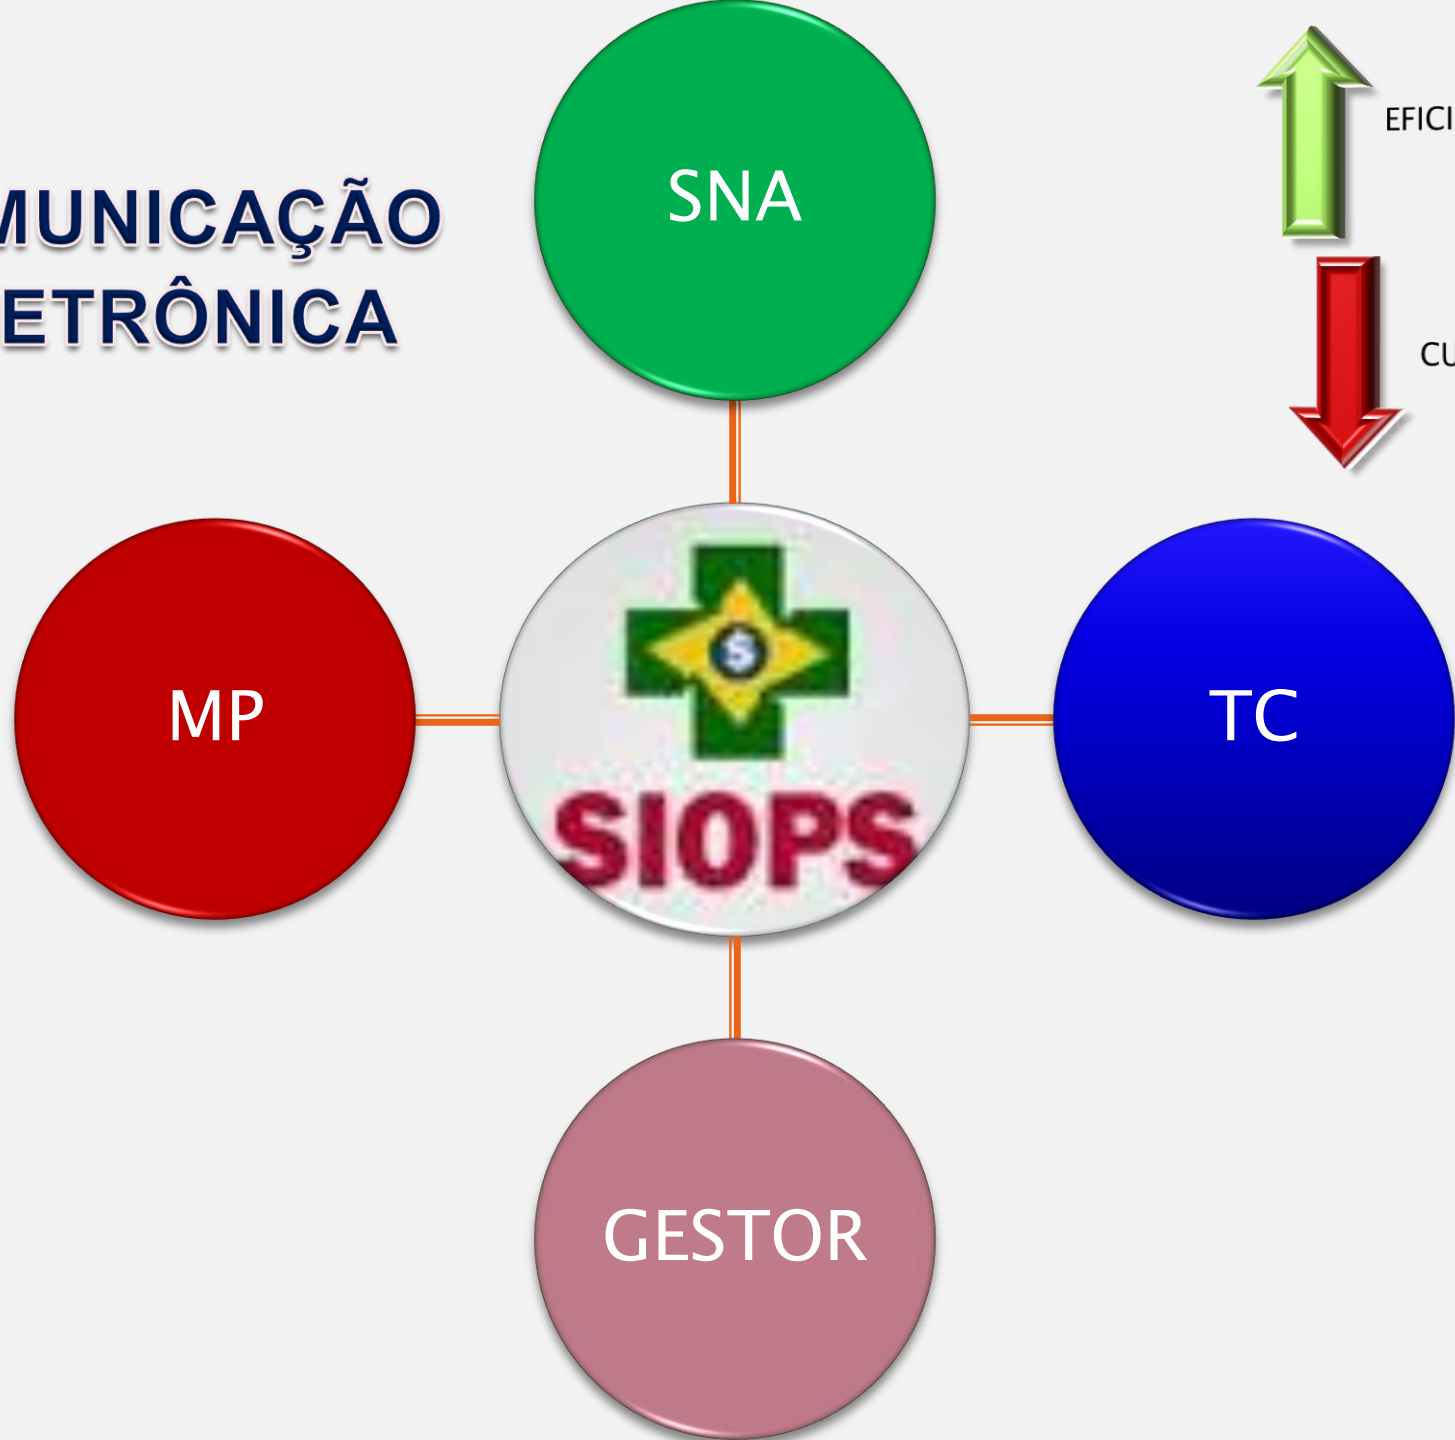 SNA
EFICI
MUNICAÇÃO
ETRÔNICA
CU
MP
S
SIOPS
TC
GESTOR